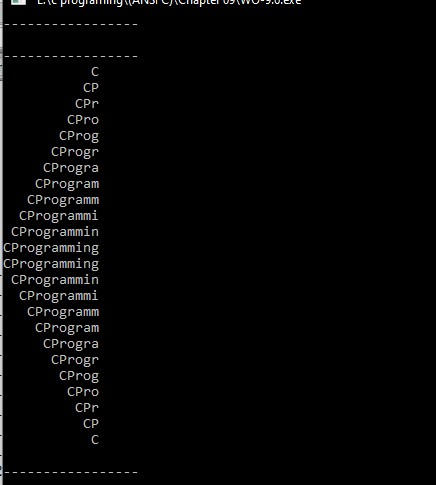 E:\c programing\(ANSI C)\Chapter 09\WO-9.6.exe
-----------------
-----------------
C
CP
CPr
CPro
CProg
CProgr
CProgra
CProgram
CProgramm
CProgrammi
CProgrammin
CProgramming
CProgramming
CProgrammin
CProgrammi
CProgramm
CProgram
CProgra
CProgr
CProg
CPro
CPr
CP
C
-----------------